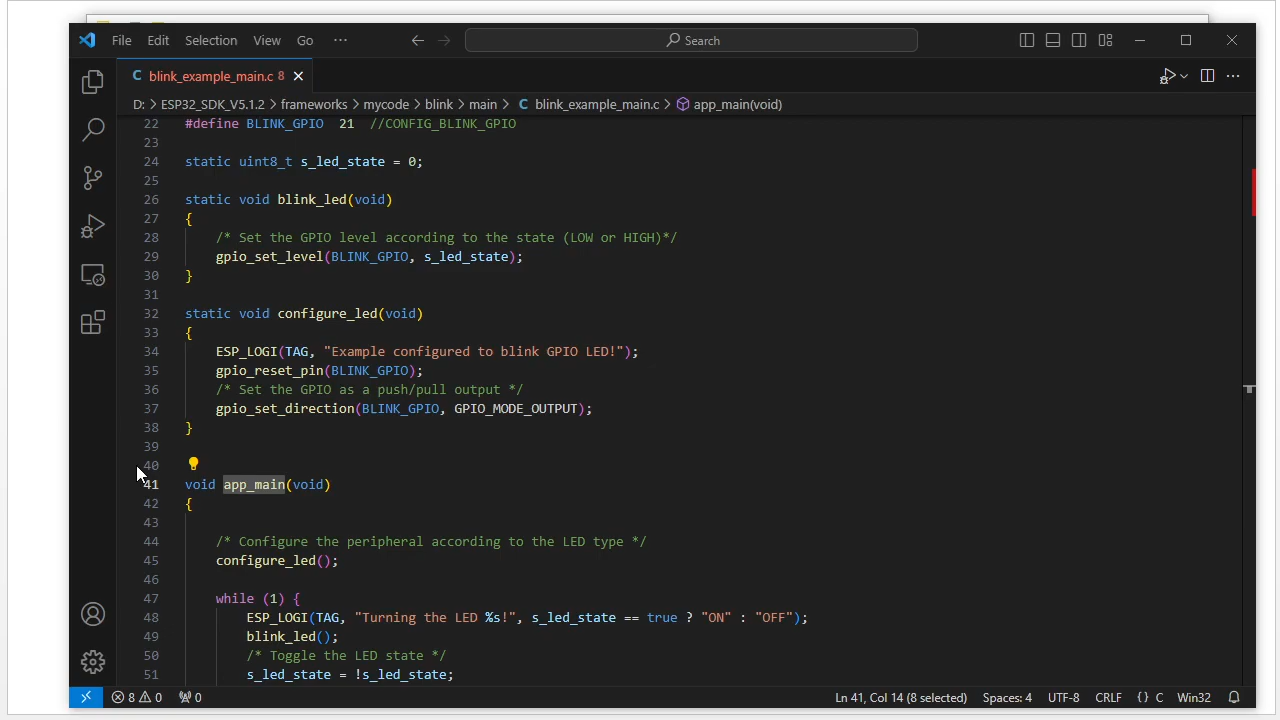 File Edit Selection View Go ··· Search
C blink_example_main.c 8
D: > ESP32_SDK_V5.1.2 > frameworks > mycode > blink > main > C blink_example_main.c > app_main(void)
22 #define BLINK_GPIO 21 //CONFIG_BLINK_GPIO
23
24 static uint8_t s_led_state = 0;
25
26 static void blink_led(void)
27 {
28 /* Set the GPIO level according to the state (LOW or HIGH)*/
29 gpio_set_level(BLINK_GPIO, s_led_state);
30 }
31
32 static void configure_led(void)
33 {
34 ESP_LOGI(TAG, "Example configured to blink GPIO LED!");
35 gpio_reset_pin(BLINK_GPIO);
36 /* Set the GPIO as a push/pull output */
37 gpio_set_direction(BLINK_GPIO, GPIO_MODE_OUTPUT);
38 }
39
40
41 void app_main(void)
42 {
43
44 /* Configure the peripheral according to the LED type */
45 configure_led();
46
47 while (1) {
48 ESP_LOGI(TAG, "Turning the LED %s!", s_led_state == true ? "ON" : "OFF");
49 blink_led();
50 /* Toggle the LED state */
51 s_led_state = !s_led_state;
8 0 0 Ln 41, Col 14 (8 selected) Spaces: 4 UTF-8 CRLF {} C Win32